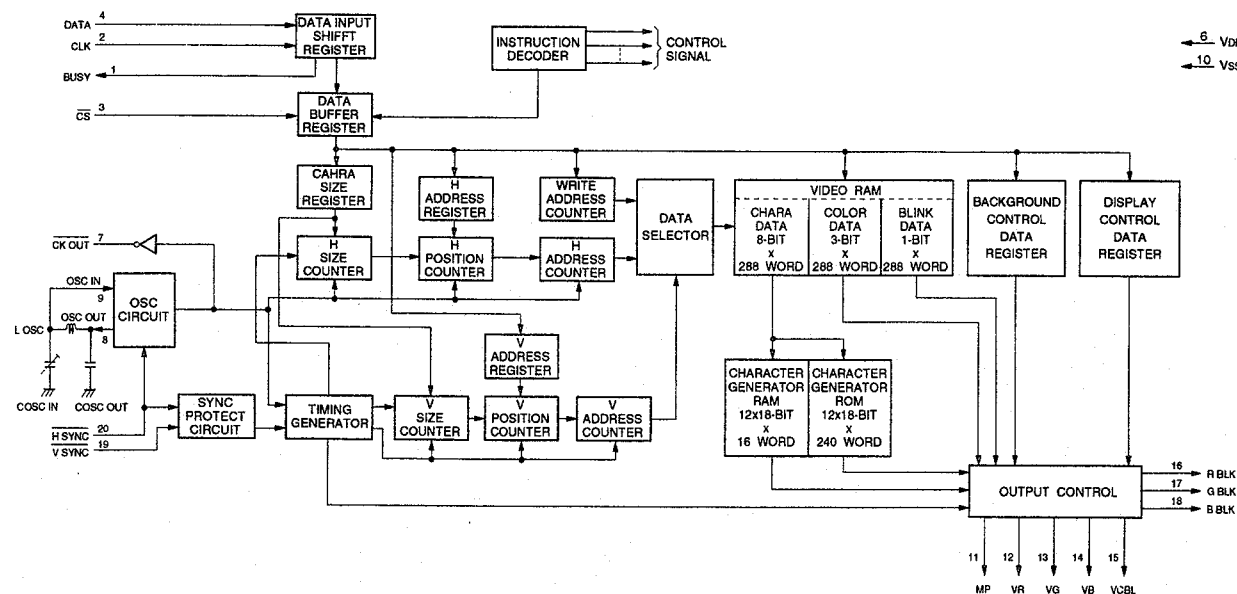 DATA 4
CLK 2
BUSY 1
CS 3
DATA INPUT
SHIFFT
REGISTER
INSTRUCTION
DECODER
CONTROL
SIGNAL
6
10
DATA
BUFFER
REGISTER
CAHRA
SIZE
REGISTER
H
ADDRESS
REGISTER
WRITE
ADDRESS
COUNTER
DATA
SELECTOR
VIDEO RAM
CHARA
DATA
8-BIT
x
288 WORD
COLOR
DATA
3-BIT
x
288 WORD
BLINK
DATA
1-BIT
x
288 WORD
BACKGROUND
CONTROL
DATA
REGISTER
DISPLAY
CONTROL
DATA
REGISTER
CK OUT 7
H
SIZE
COUNTER
H
POSITION
COUNTER
H
ADDRESS
COUNTER
OSC IN
9
OSC
CIRCUIT
L OSC
OSC OUT
8
COSC IN
COSC OUT
V
ADDRESS
REGISTER
H SYNC 20
V SYNC 19
SYNC
PROTECT
CIRCUIT
TIMING
GENERATOR
V
SIZE
COUNTER
V
POSITION
COUNTER
V
ADDRESS
COUNTER
CHARACTER
GENERATOR
RAM
12x18-BIT
x
16 WORD
CHARACTER
GENERATOR
ROM
12x18-BIT
x
240 WORD
OUTPUT CONTROL
16 R BLK
17 G BLK
18 B BLK
11
12
13
14
15
MP
VR
VG
VB
VCBL